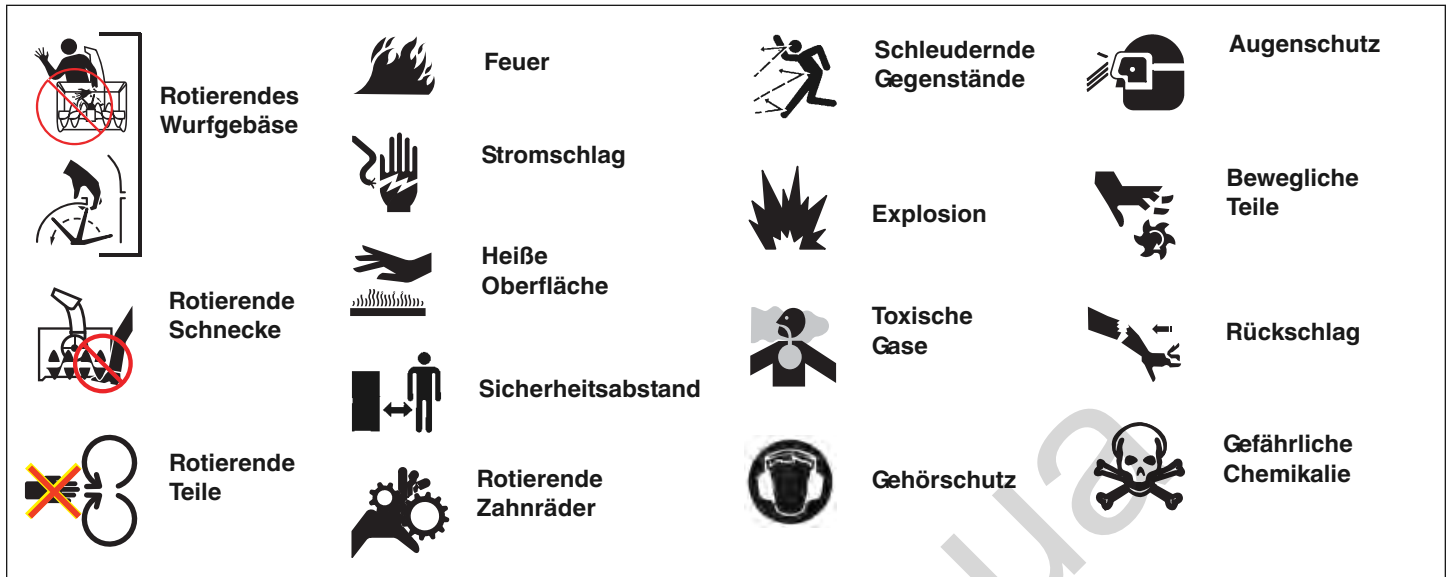 Rotierendes
Wurfgebäse
Rotierende
Schnecke
Rotierende
Teile
Feuer
Stromschlag
Heiße
Oberfläche
Sicherheitsabstand
Rotierende
Zahnräder
Schleudernde
Gegenstände
Explosion
Toxische
Gase
Gehörschutz
Augenschutz
Bewegliche
Teile
Rückschlag
Gefährliche
Chemikalie